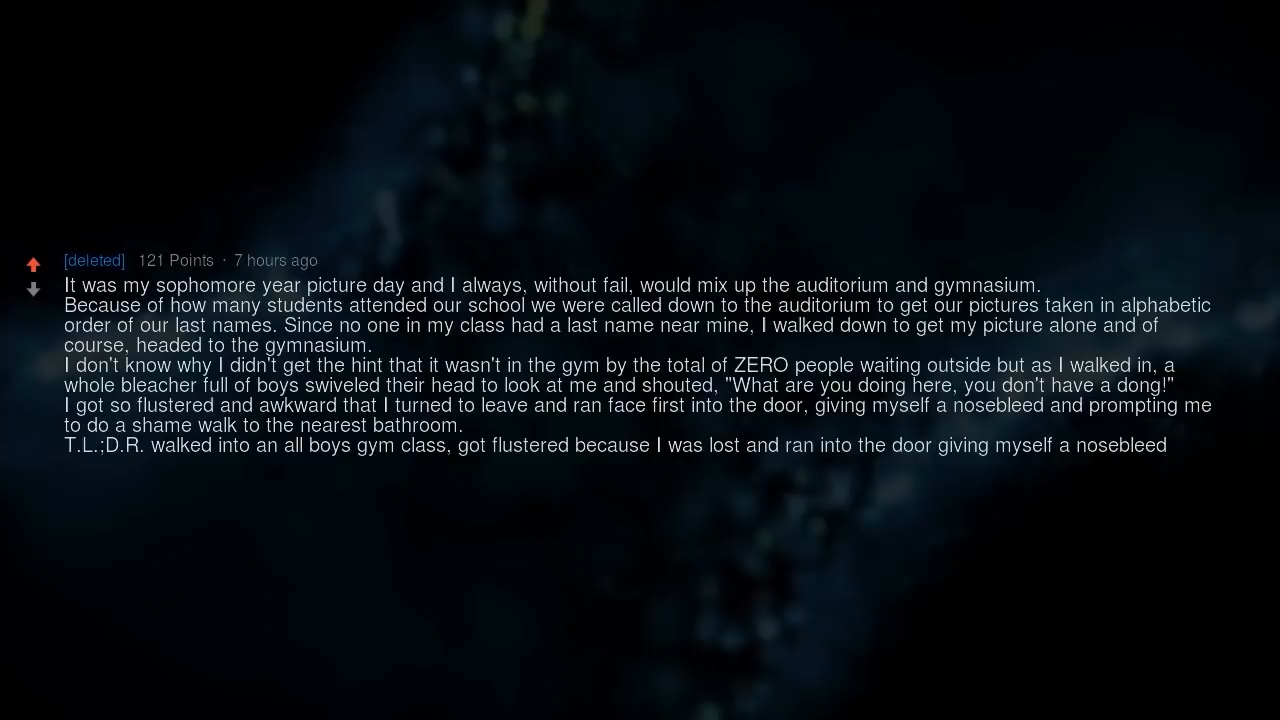 [deleted] 121 Points · 7 hours ago
It was my sophomore year picture day and I always, without fail, would mix up the auditorium and gymnasium.
Because of how many students attended our school we were called down to the auditorium to get our pictures taken in alphabetic
order of our last names. Since no one in my class had a last name near mine, I walked down to get my picture alone and of
course, headed to the gymnasium.
I don't know why I didn't get the hint that it wasn't in the gym by the total of ZERO people waiting outside but as I walked in, a
whole bleacher full of boys swiveled their head to look at me and shouted, "What are you doing here, you don't have a dong!"
I got so flustered and awkward that I turned to leave and ran face first into the door, giving myself a nosebleed and prompting me
to do a shame walk to the nearest bathroom.
T.L.;D.R. walked into an all boys gym class, got flustered because I was lost and ran into the door giving myself a nosebleed